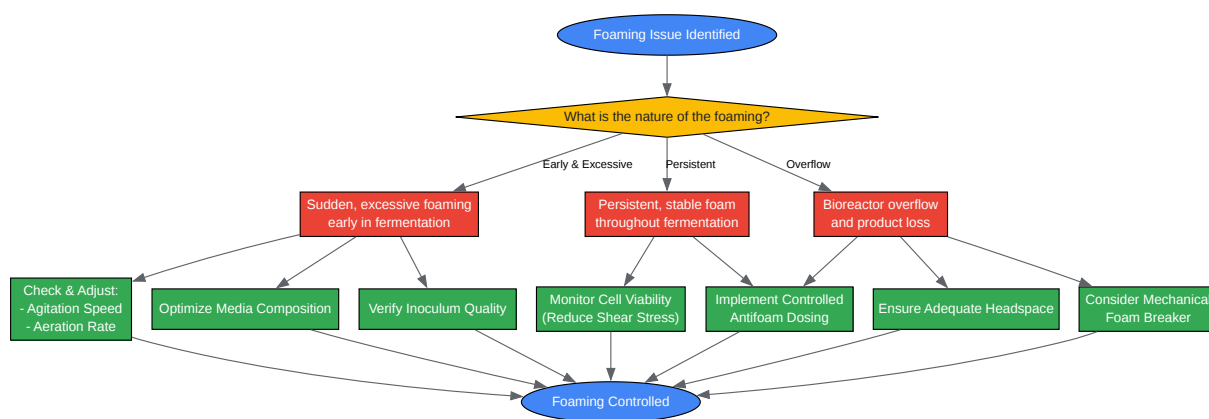 Foaming Issue Identified
What is the nature of the foaming?
Early & Excessive
Persistent
Overflow
Sudden, excessive foaming
early in fermentation
Persistent, stable foam
throughout fermentation
Bioreactor overflow
and product loss
Check & Adjust:
- Agitation Speed
- Aeration Rate
Optimize Media Composition
Verify Inoculum Quality
Monitor Cell Viability
(Reduce Shear Stress)
Implement Controlled
Antifoam Dosing
Ensure Adequate Headspace
Consider Mechanical
Foam Breaker
Foaming Controlled